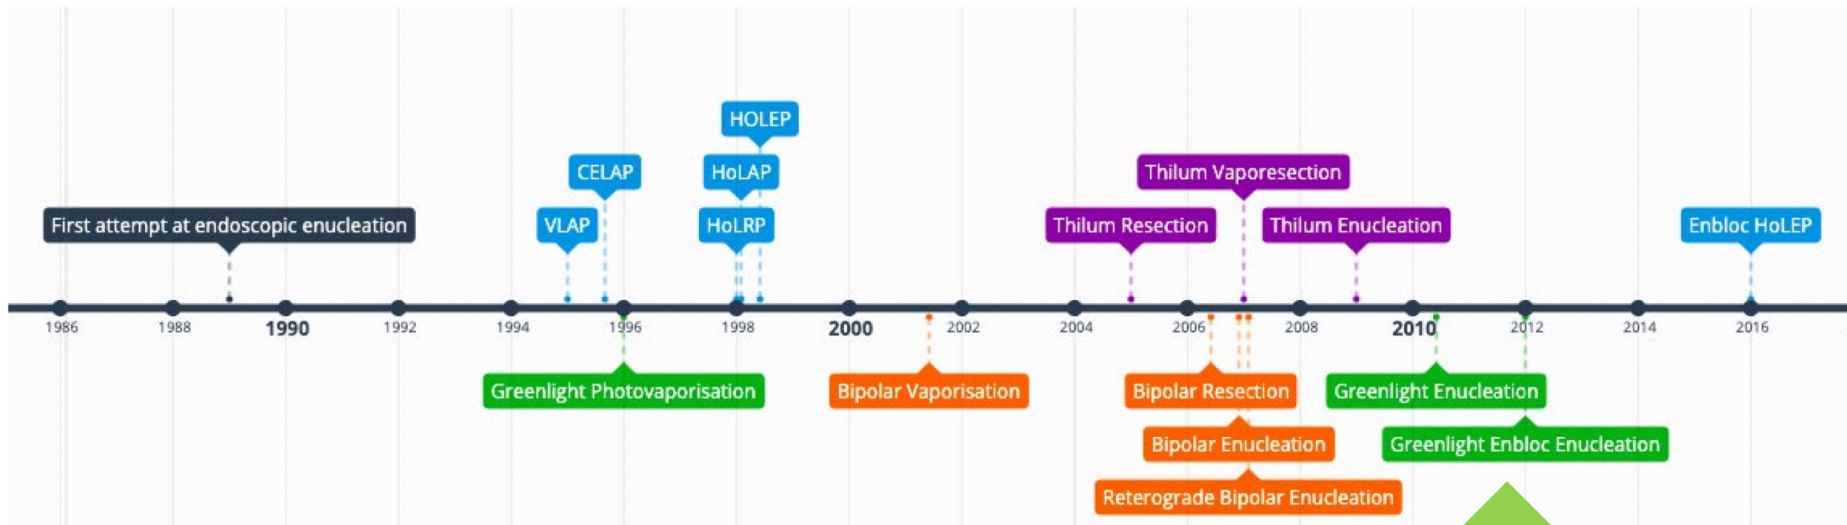 HOLEP
CELAP
HoLAP
Thilum Vaporesection
First attempt at endoscopic enucleation
VLAP
HoLRP
Thilum Resection
Thilum Enucleation
Enbloc HoLEP
1986
1988
1990
1992
1994
1996
1998
2000
2002
2004
2006
2008
2010
2012
2014
2016
Greenlight Photovaporisation
Bipolar Vaporisation
Bipolar Resection
Greenlight Enucleation
Bipolar Enucleation
Greenlight Enbloc Enucleation
Reterograde Bipolar Enucleation